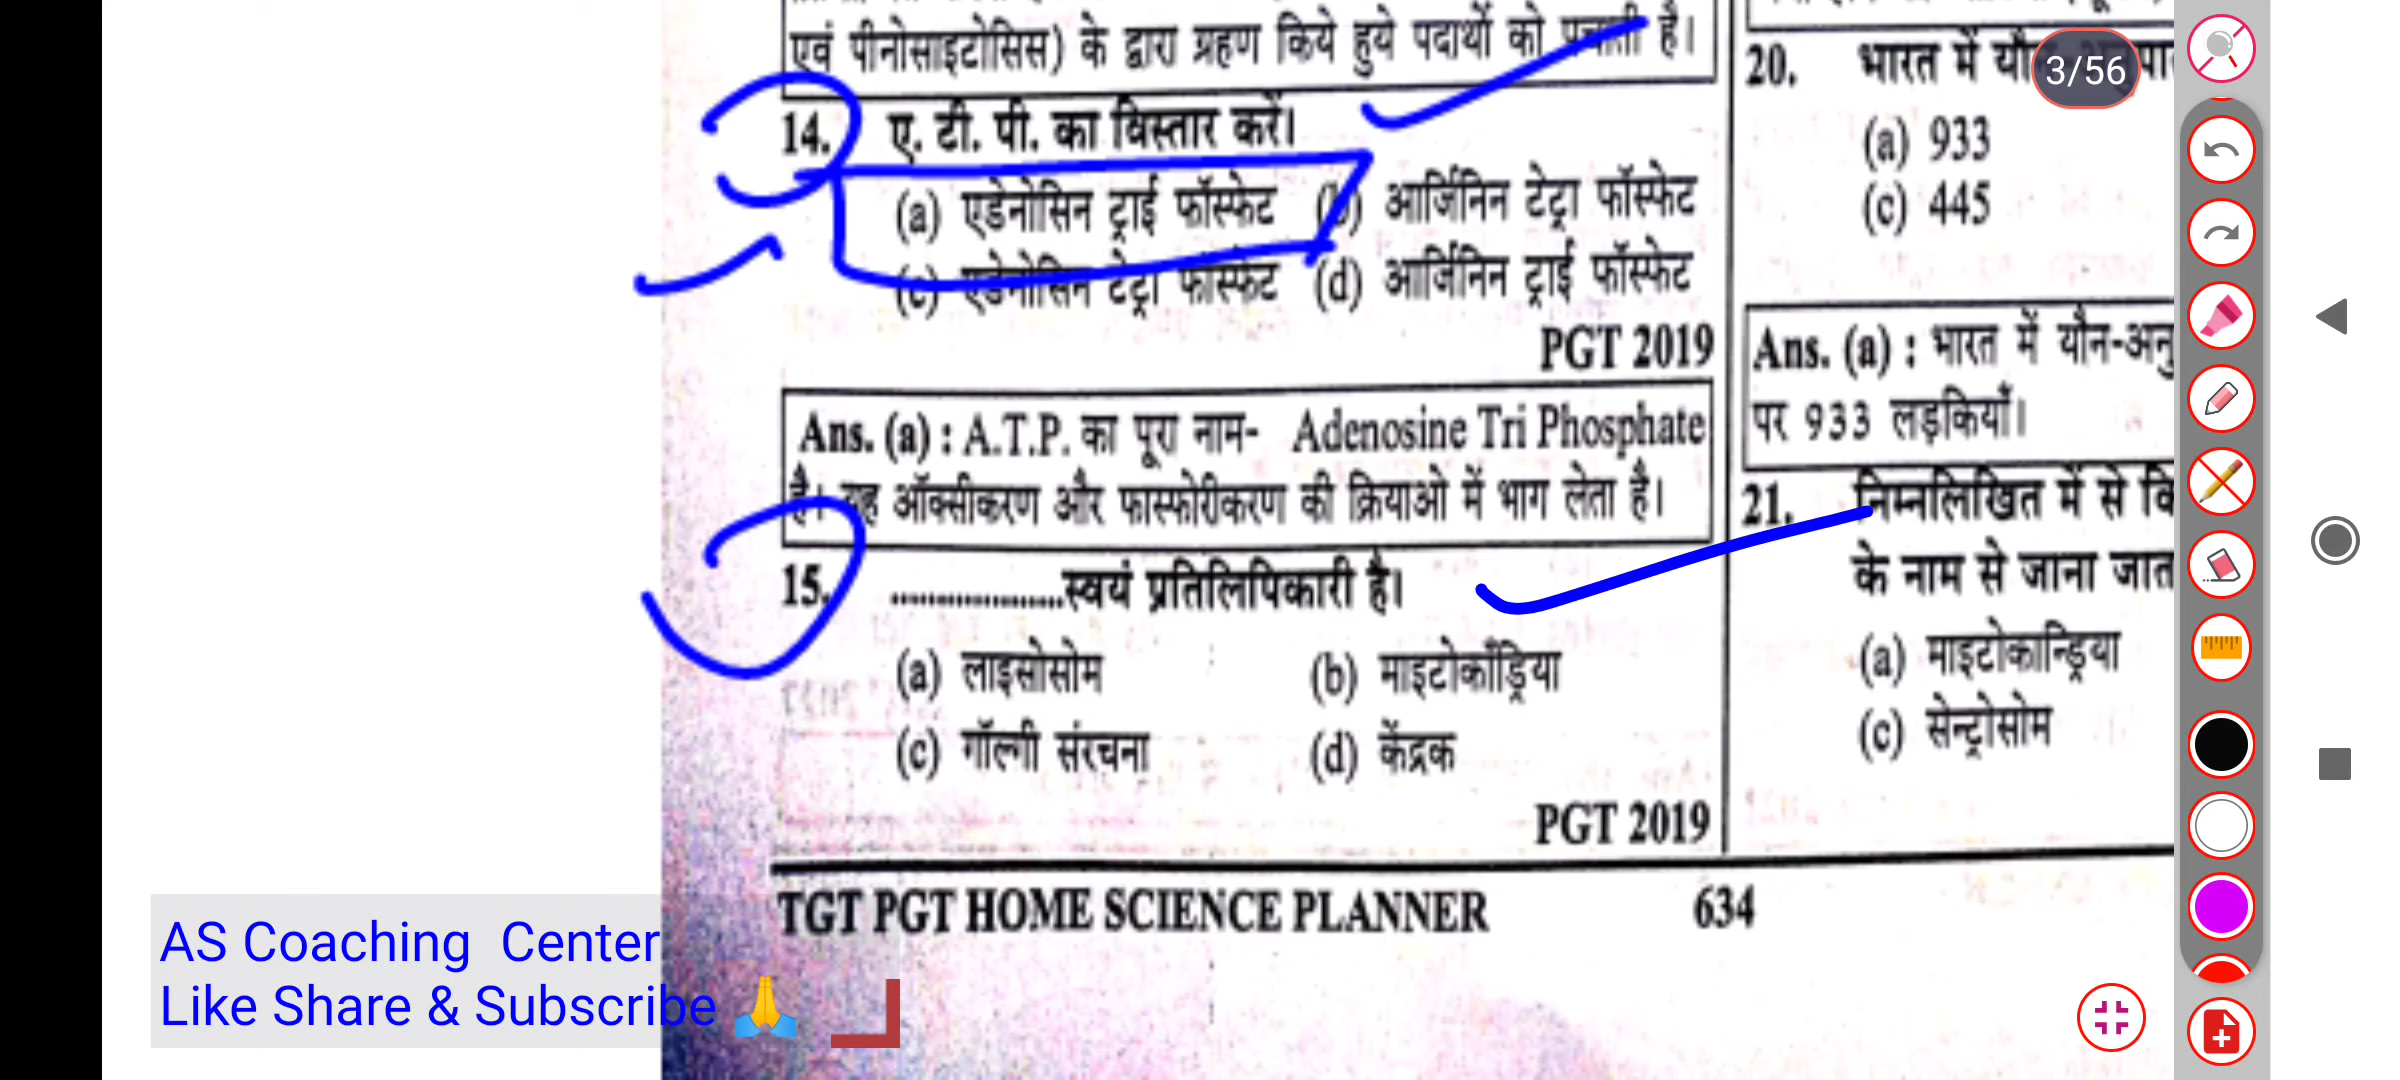 एवं पीनोसाइटोसिस) के द्वारा ग्रहण किये हुये पदार्थो को पचाती है।
14. ए. टी. पी. का विस्तार करें।
(a) एडेनोसिन ट्राई फॉस्फेट (b) आर्जिनिन टेट्रा फॉस्फेट
(c) एडेनोसिन टेट्रा फॉस्फेट (d) आर्जिनिन ट्राई फॉस्फेट
PGT 2019
Ans. (a) : A.T.P. का पूरा नाम- Adenosine Tri Phosphate
है। यह ऑक्सीकरण और फास्फोरीकरण की क्रियाओ में भाग लेता है।
15. ....................स्वयं प्रतिलिपिकारी है।
(a) लाइसोसोम (b) माइटोकॉंड्रिया
(c) गॉल्गी संरचना (d) केंद्रक
PGT 2019
TGT PGT HOME SCIENCE PLANNER 634
20. भारत में यौ
(a) 933
(c) 445
Ans. (a) : भारत में यौन-अनु
पर 933 लड़कियाँ।
21. निम्नलिखित में से कि
के नाम से जाना जात
(a) माइटोकान्ड्रिया
(c) सेन्ट्रोसोम
3/56
AS Coaching Center
Like Share & Subscribe 🙏